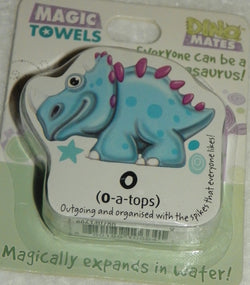 MAGIC
TOWELS
DINO
MATES
Everyone Can be a
asaurus!
O
(O-a-tops)
Outgoing and organised with the spikes that everyone likes!
Magically expands in water!